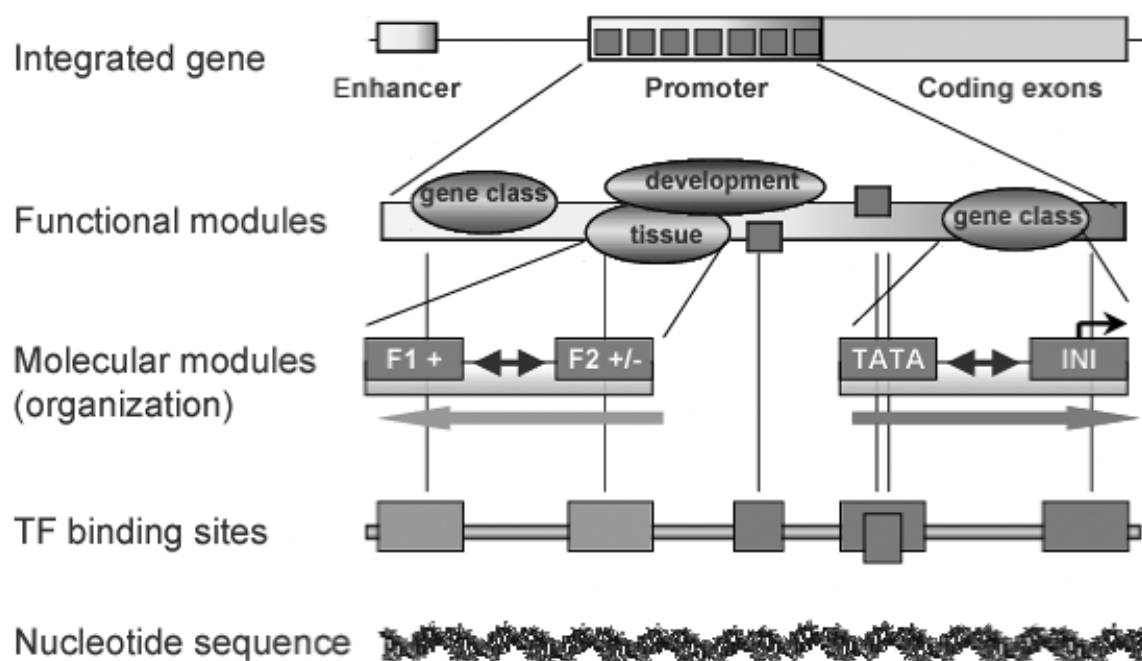 Integrated gene
Enhancer
Promoter
Coding exons
Functional modules
gene class
development
tissue
gene class
Molecular modules
(organization)
F1 +
F2 +/-
TATA
INI
TF binding sites
Nucleotide sequence